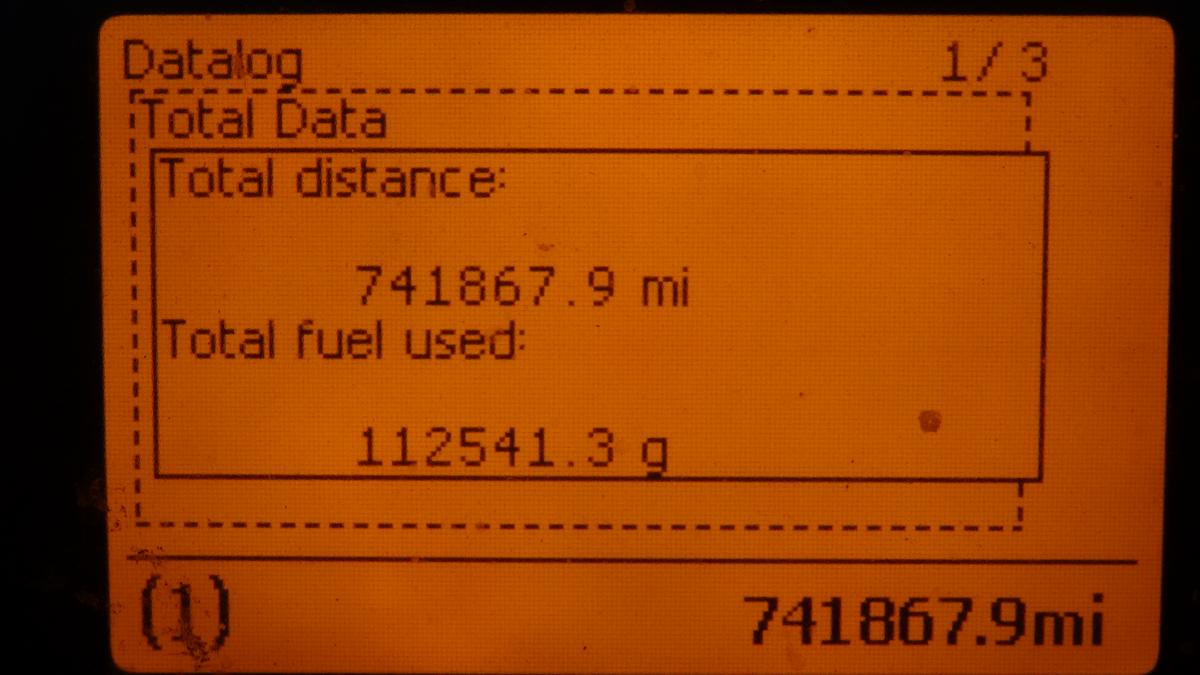 Datalog 1/3
Total Data
Total distance:
741867.9 mi
Total fuel used:
112541.3 g
(1) 741867.9mi